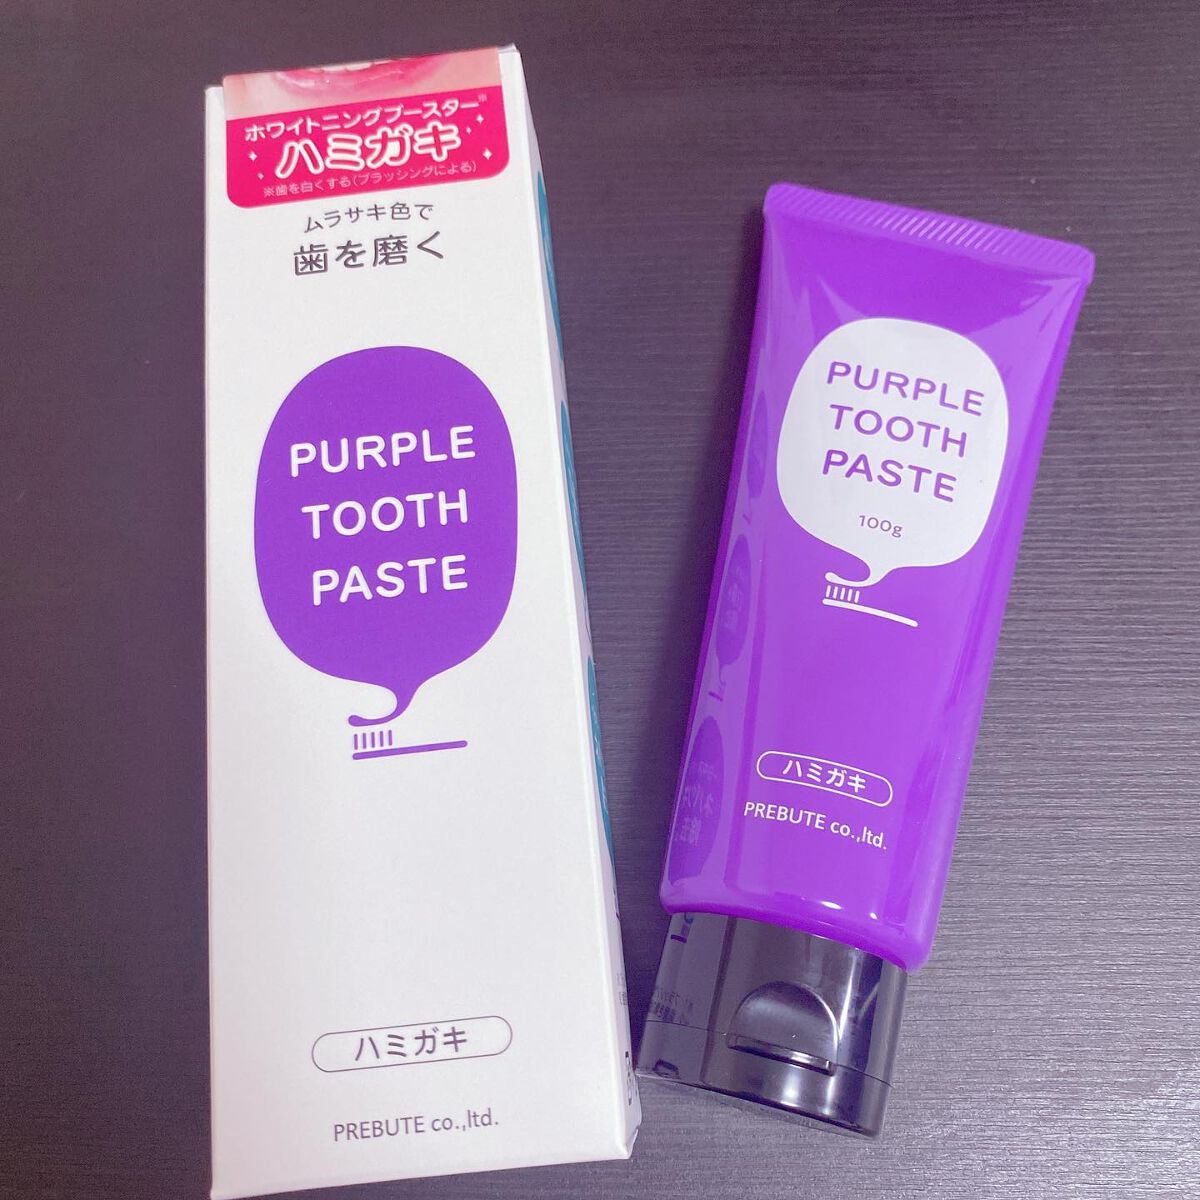 ホワイトニングブースター※
ハミガキ
※歯を白くする(ブラッシングによる)
ムラサキ色で
歯を磨く
PURPLE
TOOTH
PASTE
ハミガキ
PREBUTE co.,ltd.
PURPLE
TOOTH
PASTE
100g
ハミガキ
PREBUTE co.,ltd.